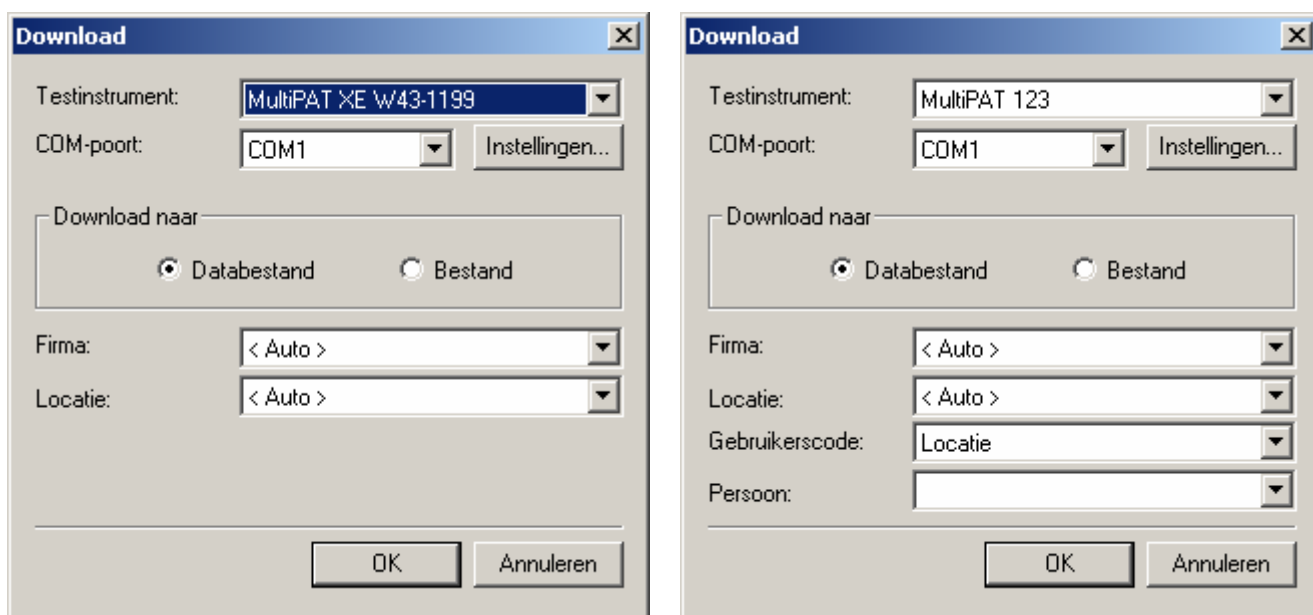 Download
Testinstrument: MultiPAT XE W43-1199
COM-poort: COM1 Instellingen...
Download naar
Databestand Bestand
Firma: < Auto >
Locatie: < Auto >
OK Annuleren
Download
Testinstrument: MultiPAT 123
COM-poort: COM1 Instellingen...
Download naar
Databestand Bestand
Firma: < Auto >
Locatie: < Auto >
Gebruikerscode: Locatie
Persoon:
OK Annuleren